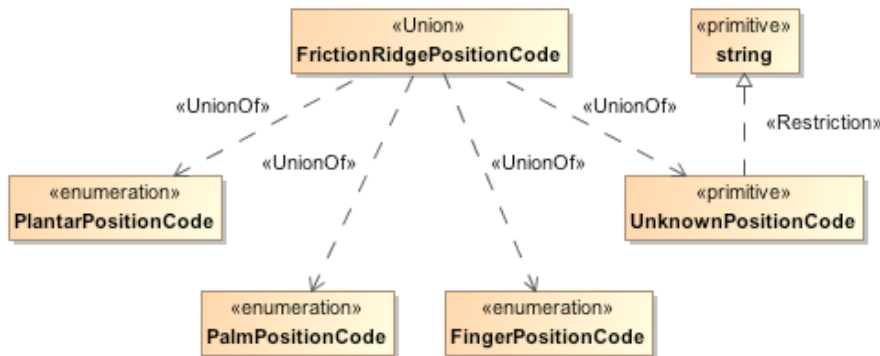 «Union»
FrictionRidgePositionCode
«primitive»
string
«UnionOf»
«UnionOf»
«Restriction»
«UnionOf»
«UnionOf»
«enumeration»
PlantarPositionCode
«primitive»
UnknownPositionCode
«enumeration»
PalmPositionCode
«enumeration»
FingerPositionCode